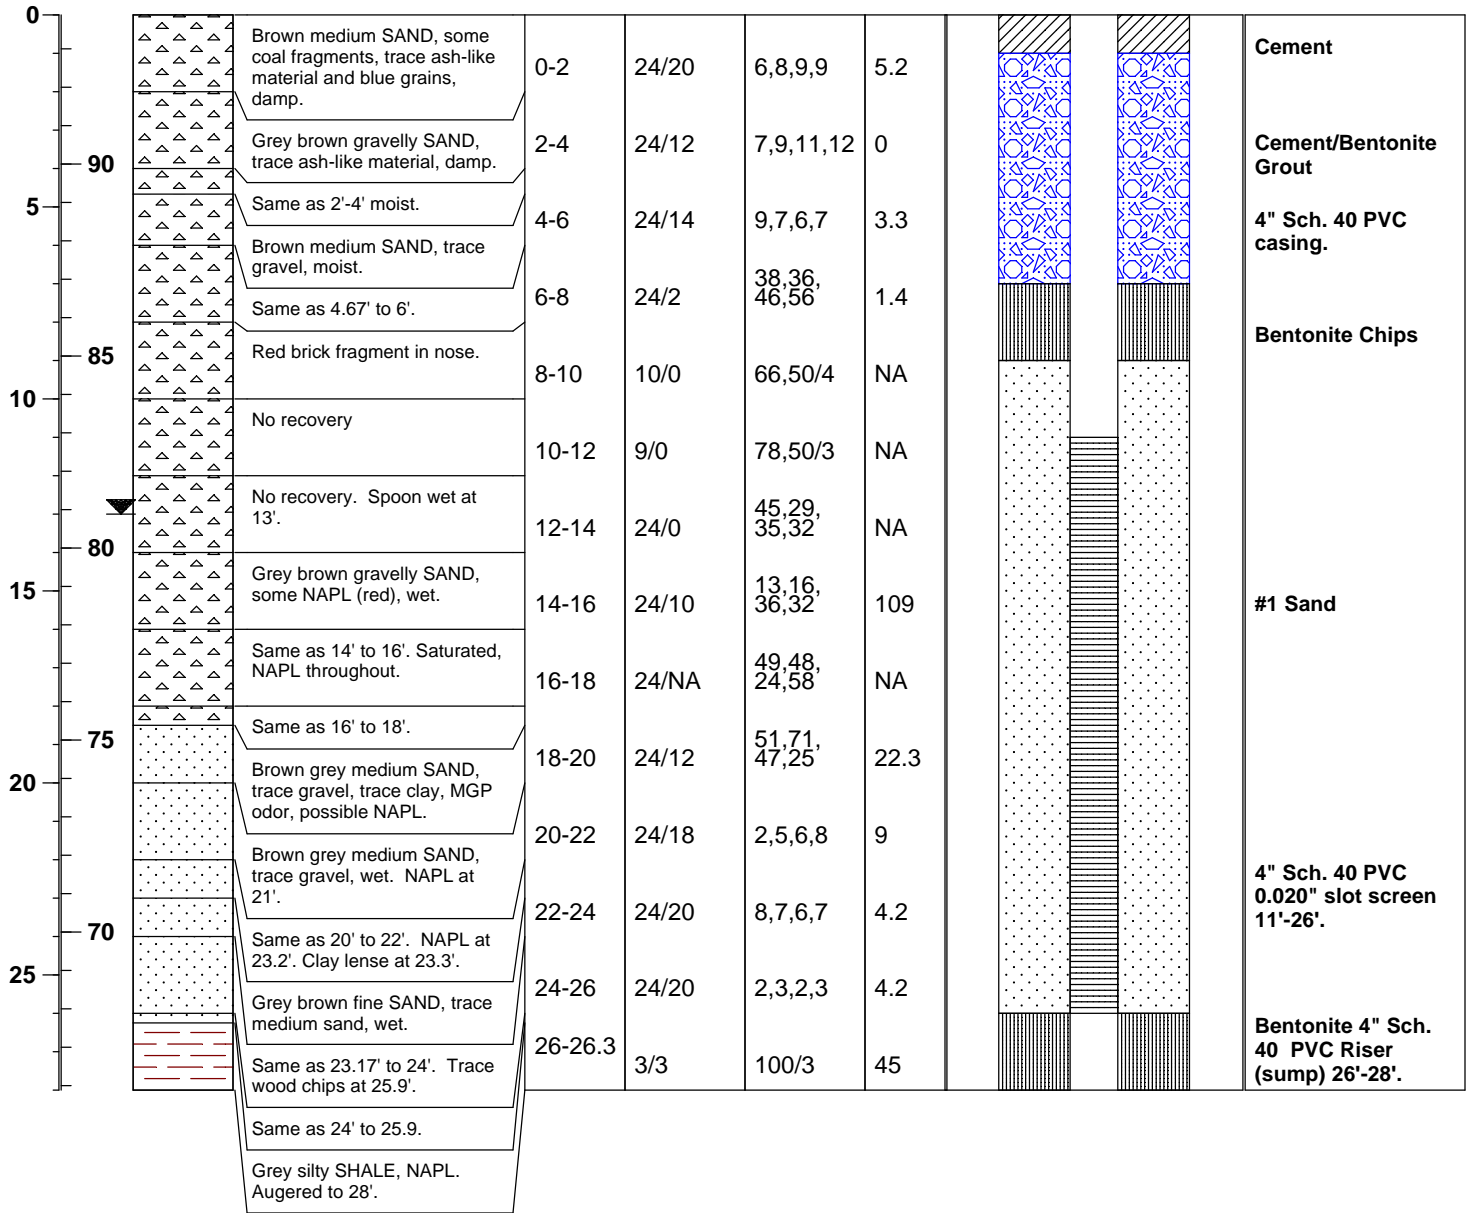 0
5
10
15
20
25
90
85
80
75
70
Brown medium SAND, some
coal fragments, trace ash-like
material and blue grains,
damp.
Grey brown gravelly SAND,
trace ash-like material, damp.
Same as 2'-4' moist.
Brown medium SAND, trace
gravel, moist.
Same as 4.67' to 6'.
Red brick fragment in nose.
No recovery
No recovery.  Spoon wet at
13'.
Grey brown gravelly SAND,
some NAPL (red), wet.
Same as 14' to 16'. Saturated,
NAPL throughout.
Same as 16' to 18'.
Brown grey medium SAND,
trace gravel, trace clay, MGP
odor, possible NAPL.
Brown grey medium SAND,
trace gravel, wet.  NAPL at
21'.
Same as 20' to 22'.  NAPL at
23.2'. Clay lense at 23.3'.
Grey brown fine SAND, trace
medium sand, wet.
Same as 23.17' to 24'.  Trace
wood chips at 25.9'.
Same as 24' to 25.9.
Grey silty SHALE, NAPL.
Augered to 28'.
0-2 24/20 6,8,9,9 5.2
2-4 24/12 7,9,11,12 0
4-6 24/14 9,7,6,7 3.3
38,36,
6-8 24/2 46,56 1.4
8-10 10/0 66,50/4 NA
10-12 9/0 78,50/3 NA
45,29,
12-14 24/0 35,32 NA
13,16,
14-16 24/10 36,32 109
49,48,
16-18 24/NA 24,58 NA
51,71,
18-20 24/12 47,25 22.3
20-22 24/18 2,5,6,8 9
22-24 24/20 8,7,6,7 4.2
24-26 24/20 2,3,2,3 4.2
26-26.3 3/3 100/3 45
Cement
Cement/Bentonite
Grout
4" Sch. 40 PVC
casing.
Bentonite Chips
#1 Sand
4" Sch. 40 PVC
0.020" slot screen
11'-26'.
Bentonite 4" Sch.
40  PVC Riser
(sump) 26'-28'.